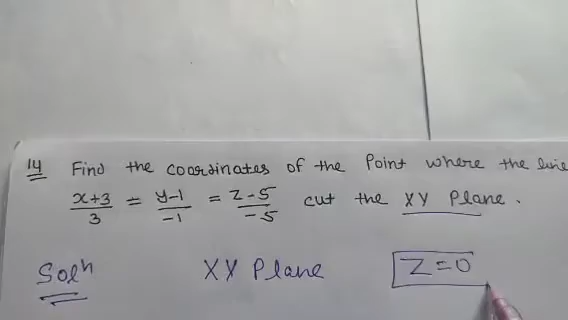 14 Find the coordinates of the Point where the line
x+3/3 = y-1/-1 = z-5/-5 cut the XY Plane.
Solⁿ XY Plane Z=0